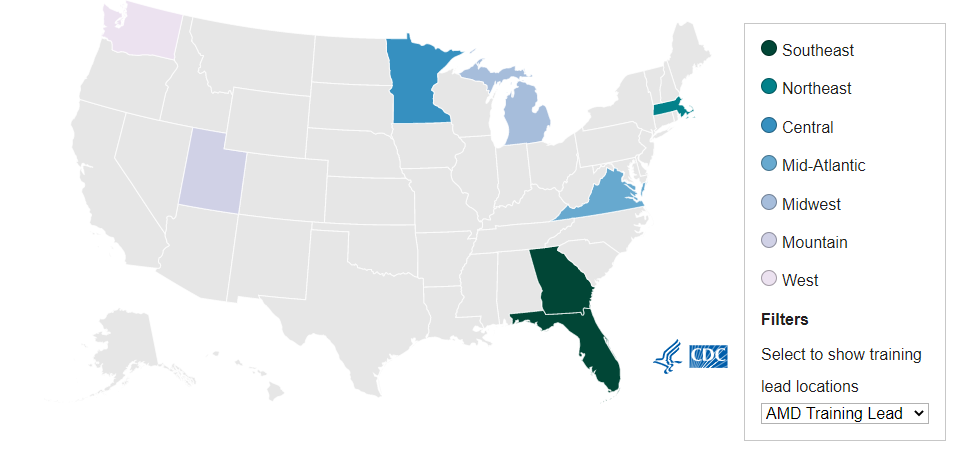 Southeast
Northeast
Central
Mid-Atlantic
Midwest
Mountain
West
Filters
Select to show training
lead locations
AMD Training Lead
CDC